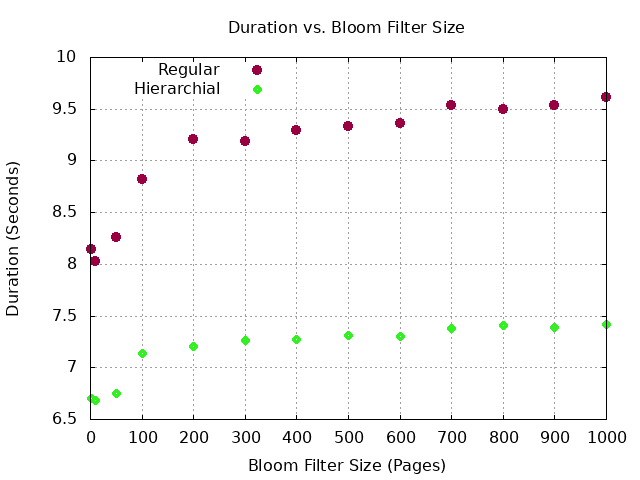 Duration vs. Bloom Filter Size
10
9.5
9
8.5
8
7.5
7
6.5
Duration (Seconds)
Regular
Hierarchial
0 100 200 300 400 500 600 700 800 900 1000
Bloom Filter Size (Pages)